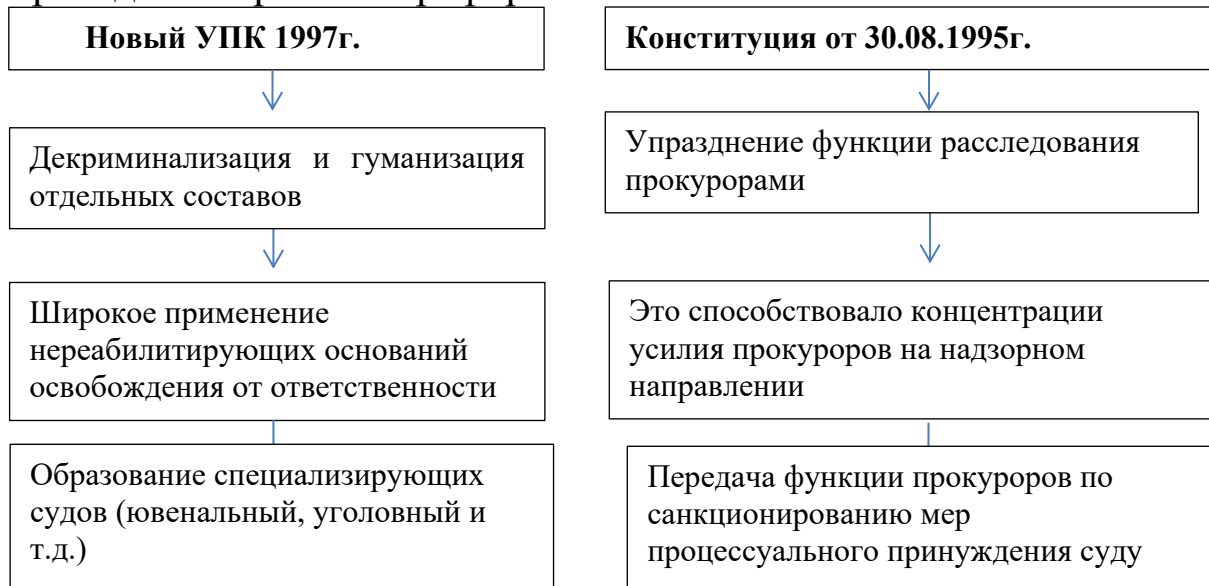 Новый УПК 1997г.
Декриминализация и гуманизация
отдельных составов
Широкое применение
нереабилитирующих оснований
освобождения от ответственности
Образование специализирующих
судов (ювенальный, уголовный и
т.д.)
Конституция от 30.08.1995г.
Упразднение функции расследования
прокурорами
Это способствовало концентрации
усилия прокуроров на надзорном
направлении
Передача функции прокуроров по
санкционированию мер
процессуального принуждения суду